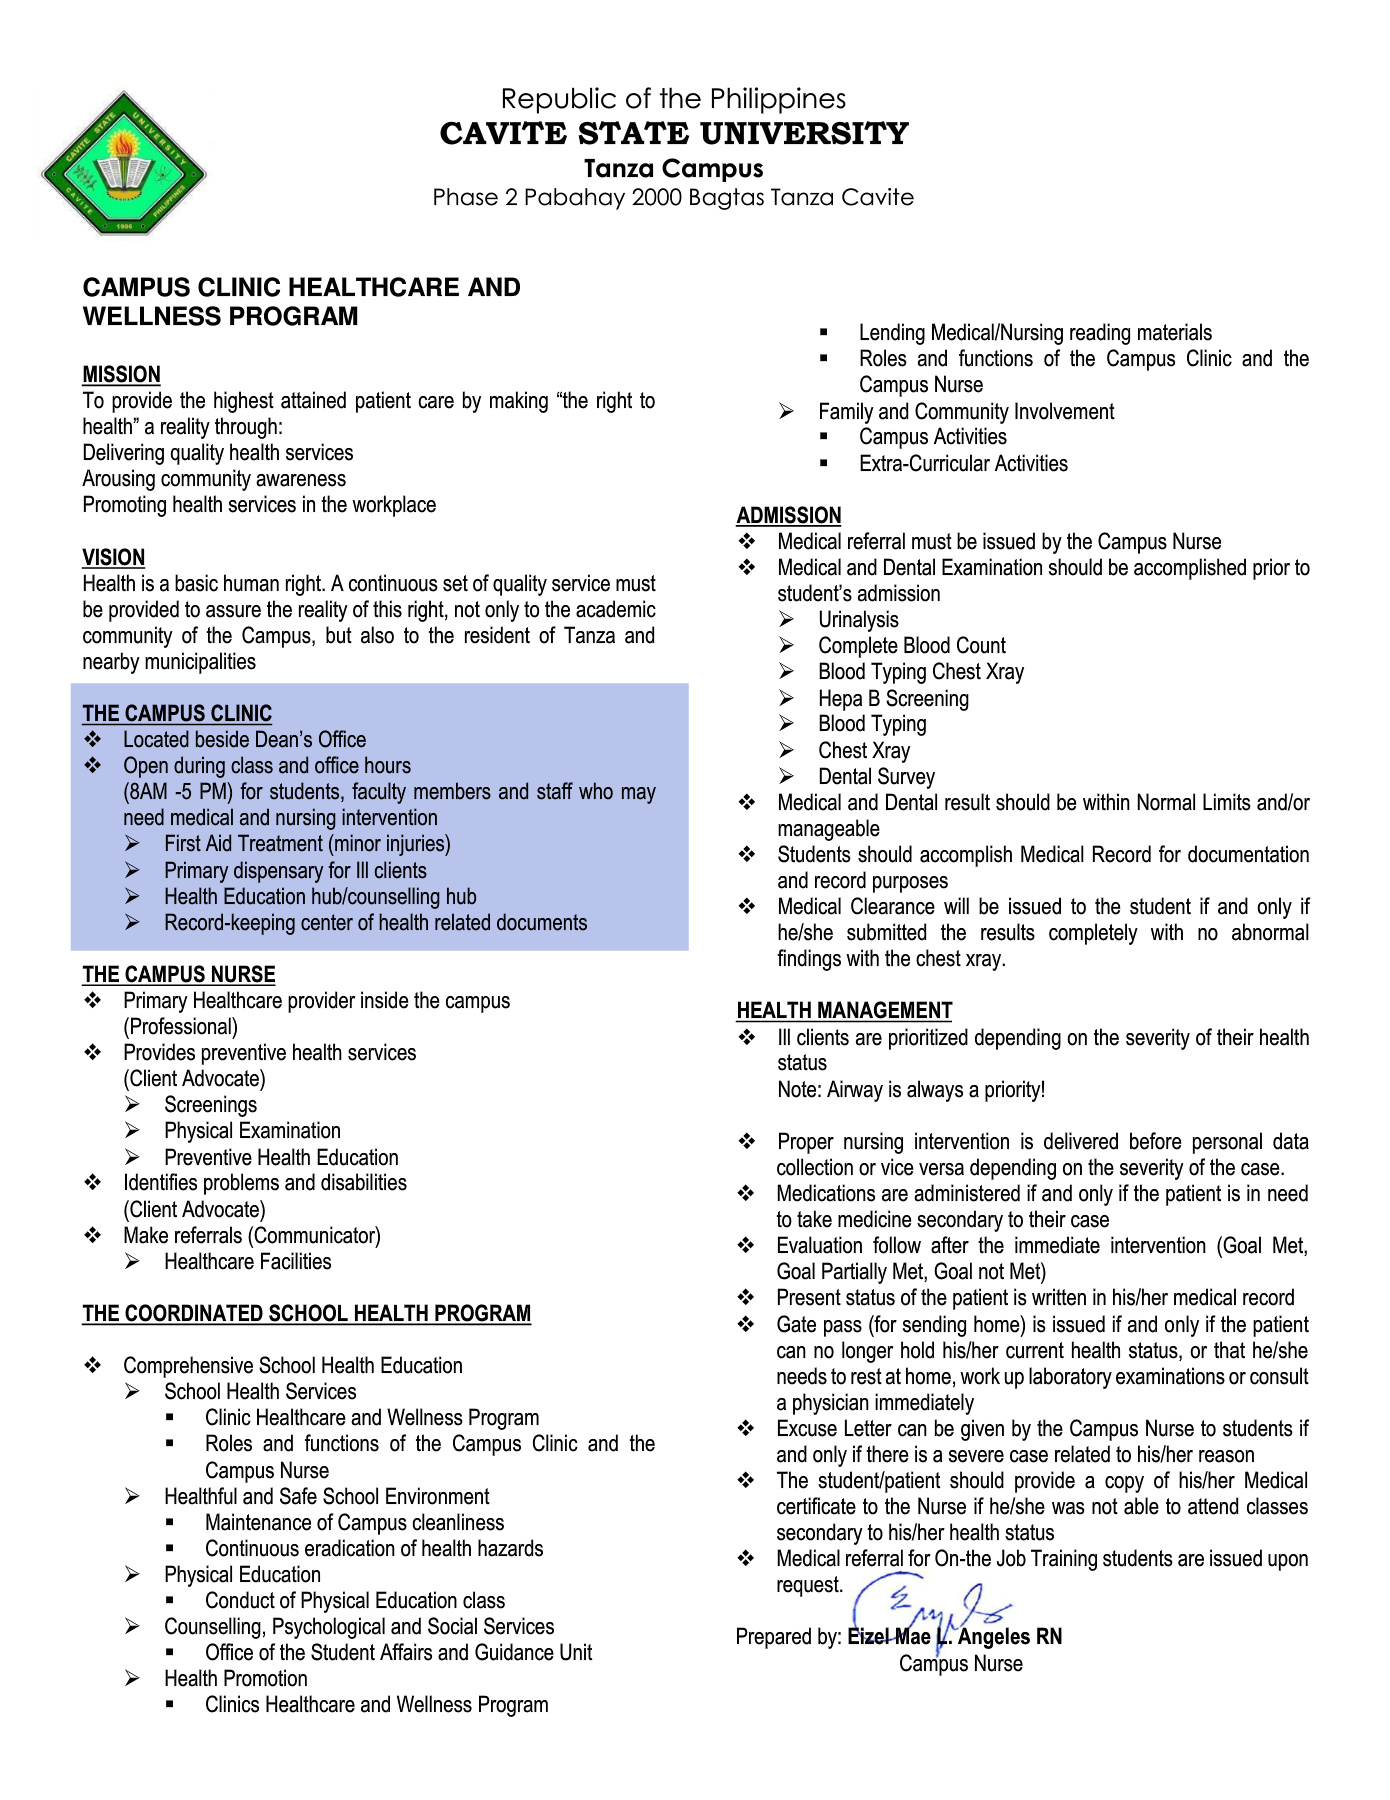 Republic of the Philippines
CAVITE STATE UNIVERSITY
Tanza Campus
Phase 2 Pabahay 2000 Bagtas Tanza Cavite
CAVITE STATE UNIVERSITY
CAVITE
PHILIPPINES
1906
CAMPUS CLINIC HEALTHCARE AND
WELLNESS PROGRAM
MISSION
To provide the highest attained patient care by making “the right to
health” a reality through:
Delivering quality health services
Arousing community awareness
Promoting health services in the workplace
VISION
Health is a basic human right. A continuous set of quality service must
be provided to assure the reality of this right, not only to the academic
community of the Campus, but also to the resident of Tanza and
nearby municipalities
THE CAMPUS CLINIC
❖ Located beside Dean’s Office
❖ Open during class and office hours
(8AM -5 PM) for students, faculty members and staff who may
need medical and nursing intervention
➢ First Aid Treatment (minor injuries)
➢ Primary dispensary for Ill clients
➢ Health Education hub/counselling hub
➢ Record-keeping center of health related documents
THE CAMPUS NURSE
❖ Primary Healthcare provider inside the campus
(Professional)
❖ Provides preventive health services
(Client Advocate)
➢ Screenings
➢ Physical Examination
➢ Preventive Health Education
❖ Identifies problems and disabilities
(Client Advocate)
❖ Make referrals (Communicator)
➢ Healthcare Facilities
THE COORDINATED SCHOOL HEALTH PROGRAM
❖ Comprehensive School Health Education
➢ School Health Services
▪ Clinic Healthcare and Wellness Program
▪ Roles and functions of the Campus Clinic and the
Campus Nurse
➢ Healthful and Safe School Environment
▪ Maintenance of Campus cleanliness
▪ Continuous eradication of health hazards
➢ Physical Education
▪ Conduct of Physical Education class
➢ Counselling, Psychological and Social Services
▪ Office of the Student Affairs and Guidance Unit
➢ Health Promotion
▪ Clinics Healthcare and Wellness Program
▪ Lending Medical/Nursing reading materials
▪ Roles and functions of the Campus Clinic and the
Campus Nurse
➢ Family and Community Involvement
▪ Campus Activities
▪ Extra-Curricular Activities
ADMISSION
❖ Medical referral must be issued by the Campus Nurse
❖ Medical and Dental Examination should be accomplished prior to
student’s admission
➢ Urinalysis
➢ Complete Blood Count
➢ Blood Typing Chest Xray
➢ Hepa B Screening
➢ Blood Typing
➢ Chest Xray
➢ Dental Survey
❖ Medical and Dental result should be within Normal Limits and/or
manageable
❖ Students should accomplish Medical Record for documentation
and record purposes
❖ Medical Clearance will be issued to the student if and only if
he/she submitted the results completely with no abnormal
findings with the chest xray.
HEALTH MANAGEMENT
❖ Ill clients are prioritized depending on the severity of their health
status
Note: Airway is always a priority!
❖ Proper nursing intervention is delivered before personal data
collection or vice versa depending on the severity of the case.
❖ Medications are administered if and only if the patient is in need
to take medicine secondary to their case
❖ Evaluation follow after the immediate intervention (Goal Met,
Goal Partially Met, Goal not Met)
❖ Present status of the patient is written in his/her medical record
❖ Gate pass (for sending home) is issued if and only if the patient
can no longer hold his/her current health status, or that he/she
needs to rest at home, work up laboratory examinations or consult
a physician immediately
❖ Excuse Letter can be given by the Campus Nurse to students if
and only if there is a severe case related to his/her reason
❖ The student/patient should provide a copy of his/her Medical
certificate to the Nurse if he/she was not able to attend classes
secondary to his/her health status
❖ Medical referral for On-the Job Training students are issued upon
request.
Prepared by: Eizel Mae L. Angeles RN
Campus Nurse